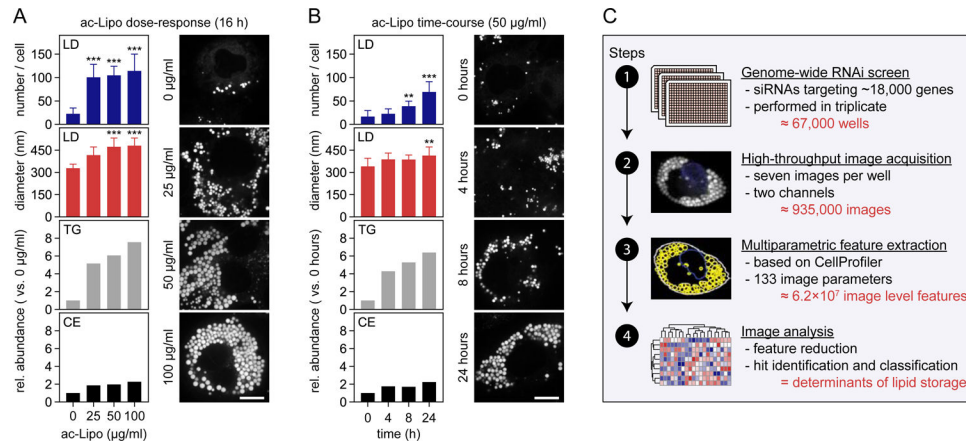 A
ac-Lipo dose-response (16 h)
LD
number / cell
150
100
50
0
***
***
***
0 µg/ml
LD
diameter (nm)
450
300
150
0
***
***
25 µg/ml
TG
rel. abundance ( vs. 0 µg/ml)
8
6
4
2
0
50 µg/ml
CE
8
6
4
2
0
100 µg/ml
0
25
50
100
ac-Lipo (µg/ml)
B
ac-Lipo time-course (50 µg/ml)
LD
number / cell
150
100
50
0
**
***
0 hours
LD
diameter (nm)
450
300
150
0
**
4 hours
TG
rel. abundance ( vs. 0 hours)
8
6
4
2
0
8 hours
CE
8
6
4
2
0
24 hours
0
4
8
24
time (h)
C
Steps
1
Genome-wide RNAi screen
- siRNAs targeting ~18,000 genes
- performed in triplicate
≈ 67,000 wells
2
High-throughput image acquisition
- seven images per well
- two channels
≈ 935,000 images
3
Multiparametric feature extraction
- based on CellProfiler
- 133 image parameters
≈ 6.2×10⁷ image level features
4
Image analysis
- feature reduction
- hit identification and classification
= determinants of lipid storage